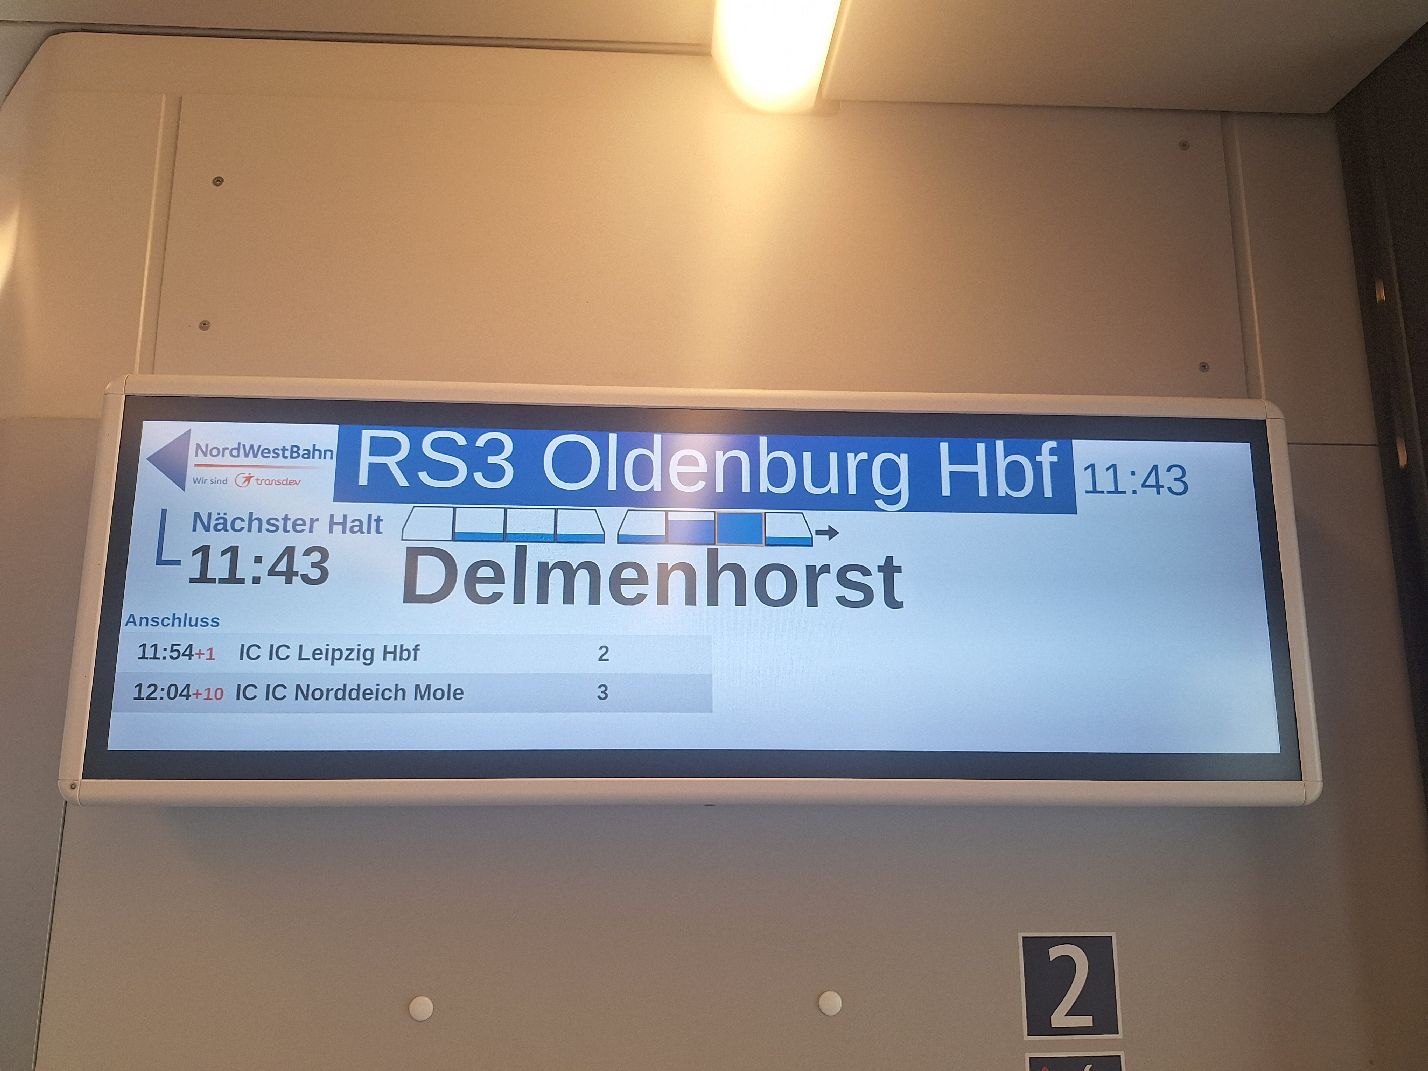 NordWestBahn
Wir sind transdev
RS3 Oldenburg Hbf
11:43
Nächster Halt
11:43
Delmenhorst
Anschluss
11:54+1 IC IC Leipzig Hbf 2
12:04+10 IC IC Norddeich Mole 3
2